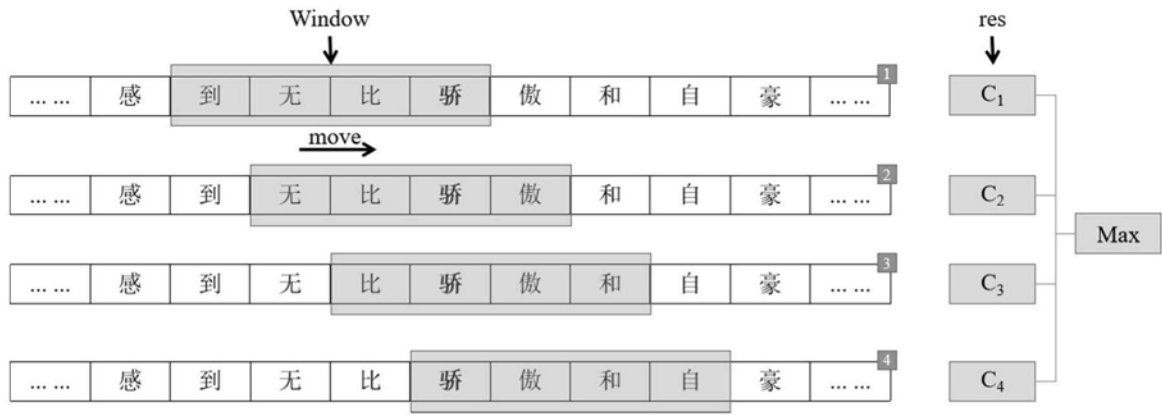 Window
res
... ... 感 到 无 比 骄 傲 和 自 豪 ... ... 1
C1
move
... ... 感 到 无 比 骄 傲 和 自 豪 ... ... 2
C2
Max
... ... 感 到 无 比 骄 傲 和 自 豪 ... ... 3
C3
... ... 感 到 无 比 骄 傲 和 自 豪 ... ... 4
C4